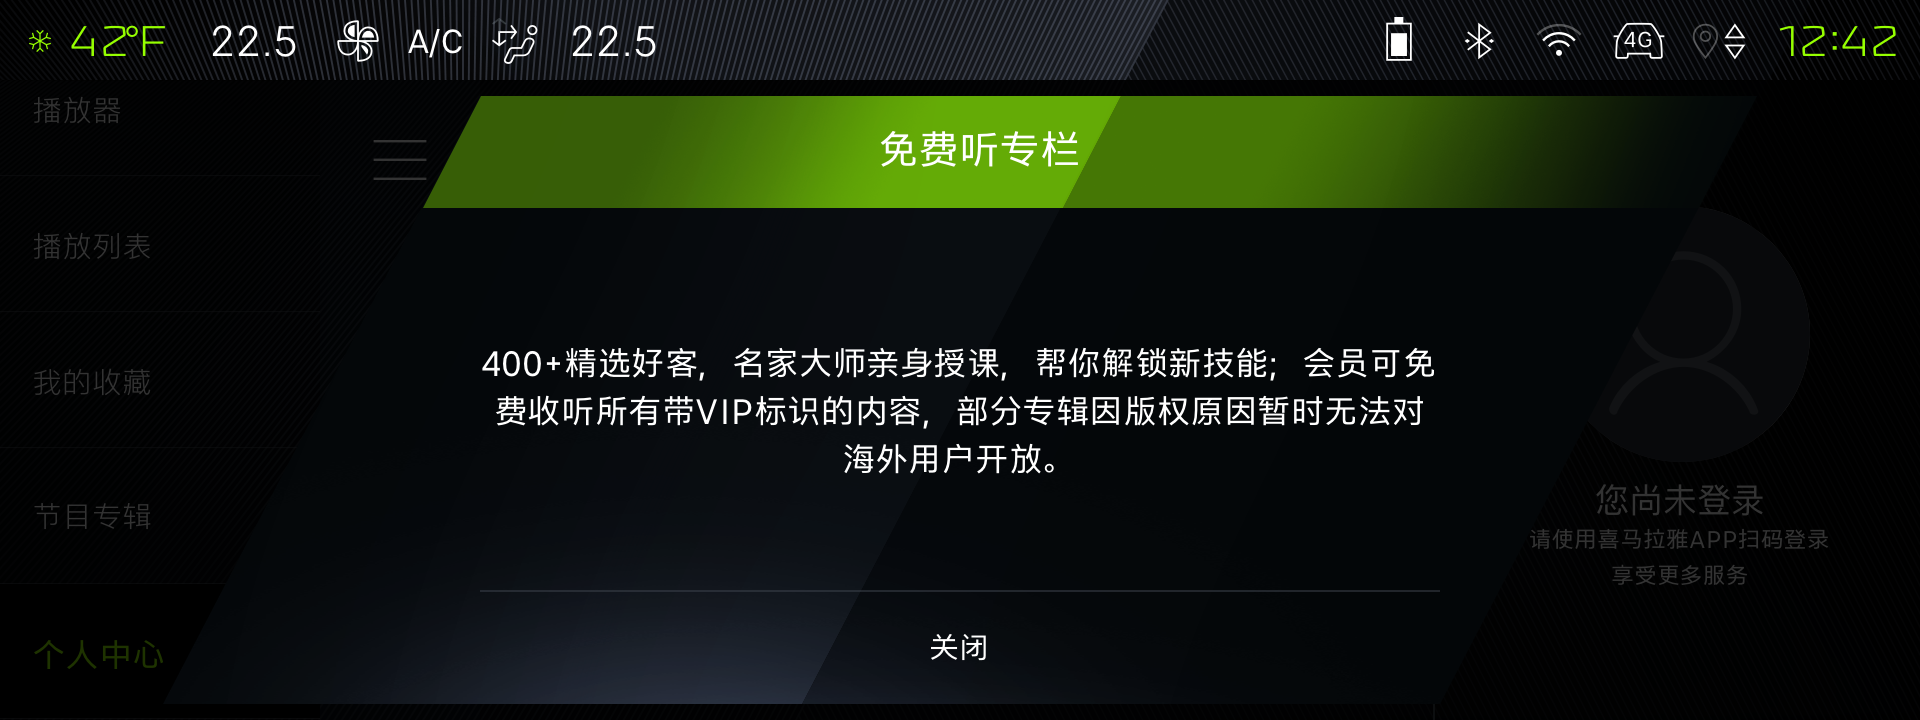 42°F 22.5 A/C 22.5 4G 12:42
播放器
播放列表
我的收藏
节目专辑
个人中心
免费听专栏
400+精选好客，名家大师亲身授课，帮你解锁新技能；会员可免
费收听所有带VIP标识的内容，部分专辑因版权原因暂时无法对
海外用户开放。
关闭
您尚未登录
请使用喜马拉雅APP扫码登录
享受更多服务